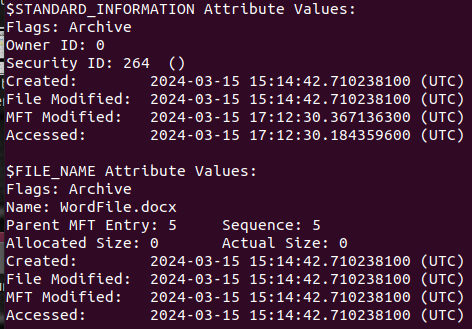 $STANDARD_INFORMATION Attribute Values:
Flags: Archive
Owner ID: 0
Security ID: 264  ()
Created:        2024-03-15 15:14:42.710238100 (UTC)
File Modified:  2024-03-15 15:14:42.710238100 (UTC)
MFT Modified:   2024-03-15 17:12:30.367136300 (UTC)
Accessed:       2024-03-15 17:12:30.184359600 (UTC)

$FILE_NAME Attribute Values:
Flags: Archive
Name: WordFile.docx
Parent MFT Entry: 5     Sequence: 5
Allocated Size: 0       Actual Size: 0
Created:        2024-03-15 15:14:42.710238100 (UTC)
File Modified:  2024-03-15 15:14:42.710238100 (UTC)
MFT Modified:   2024-03-15 15:14:42.710238100 (UTC)
Accessed:       2024-03-15 15:14:42.710238100 (UTC)